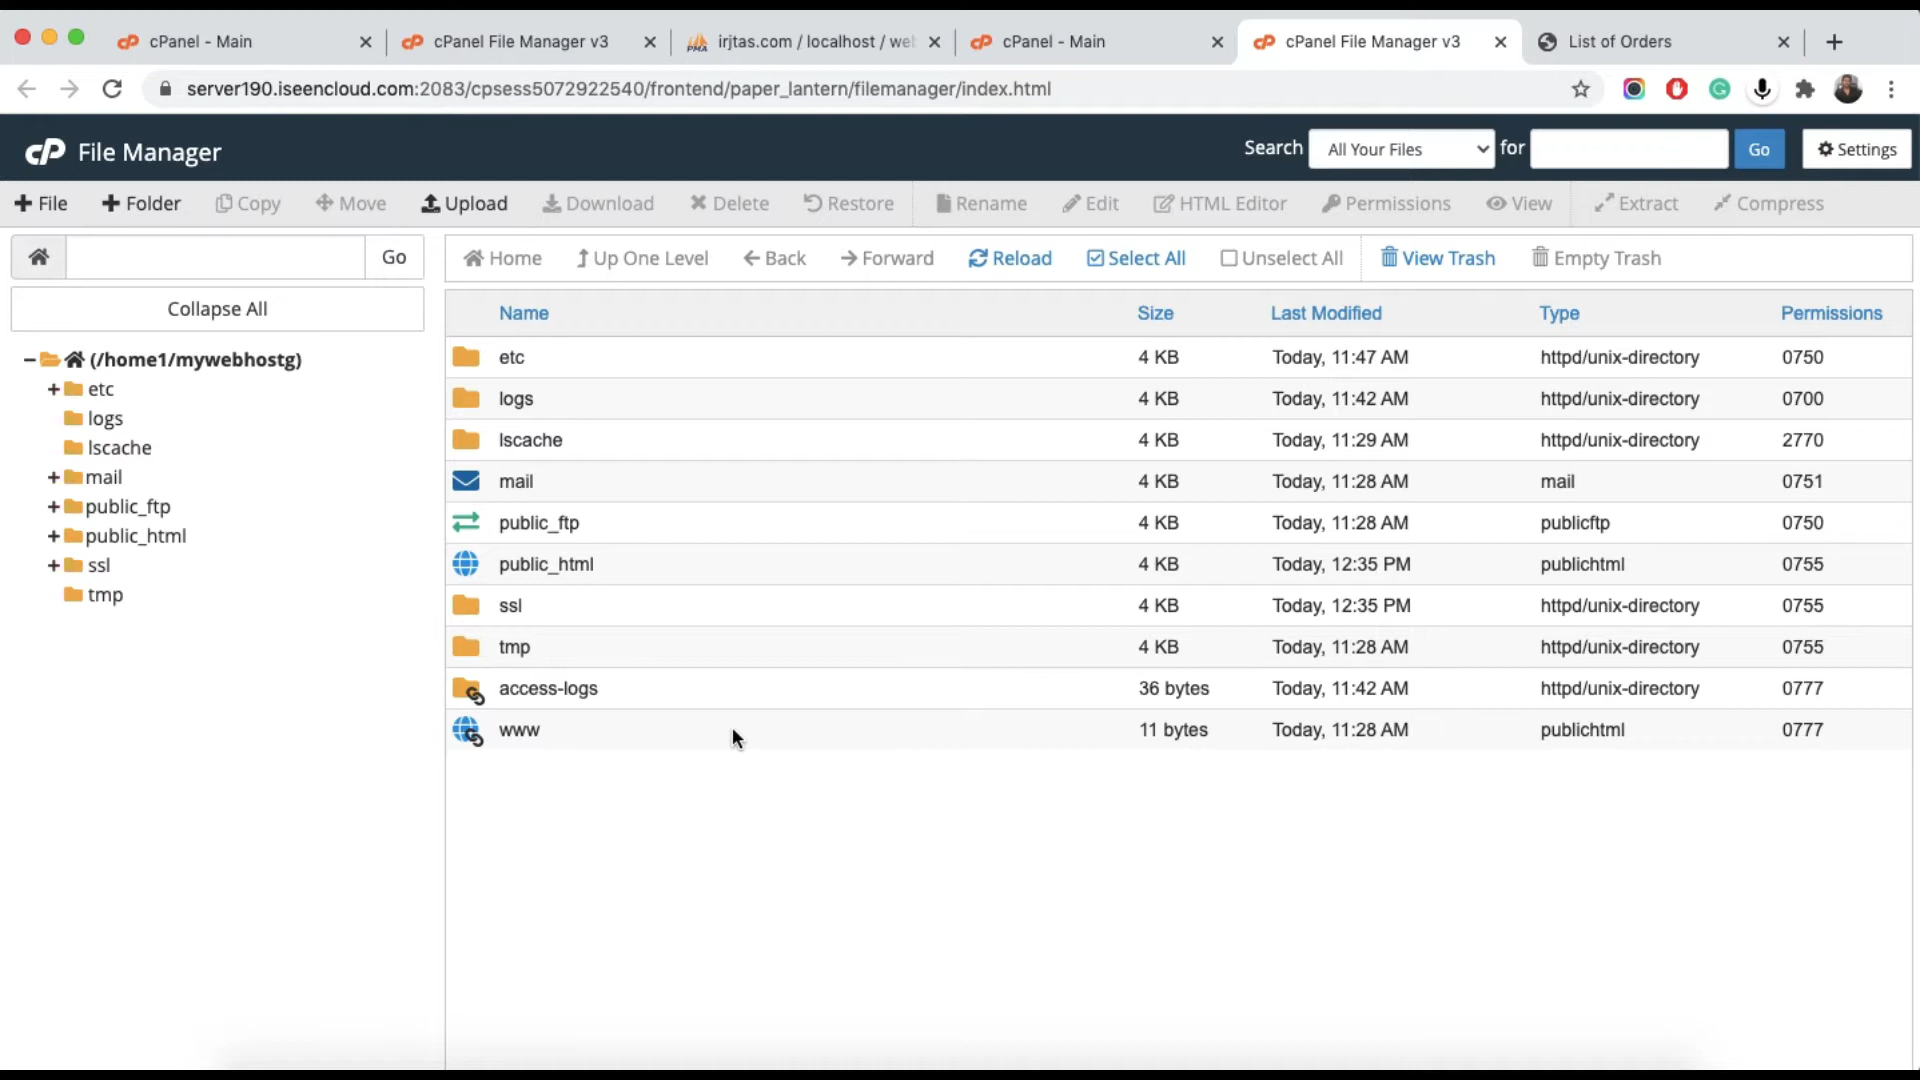 cPanel - Main
cPanel File Manager v3
PMA irjtas.com / localhost / we
cPanel - Main
cPanel File Manager v3
List of Orders
server190.iseencloud.com:2083/cpsess5072922540/frontend/paper_lantern/filemanager/index.html
cP File Manager
Search All Your Files for Go Settings
File Folder Copy Move Upload Download Delete Restore Rename Edit HTML Editor Permissions View Extract Compress
Go
Home Up One Level Back Forward Reload Select All Unselect All View Trash Empty Trash
Collapse All
(/home1/mywebhostg)
etc
logs
lscache
mail
public_ftp
public_html
ssl
tmp
Name Size Last Modified Type Permissions
etc 4 KB Today, 11:47 AM httpd/unix-directory 0750
logs 4 KB Today, 11:42 AM httpd/unix-directory 0700
lscache 4 KB Today, 11:29 AM httpd/unix-directory 2770
mail 4 KB Today, 11:28 AM mail 0751
public_ftp 4 KB Today, 11:28 AM publicftp 0750
public_html 4 KB Today, 12:35 PM publichtml 0755
ssl 4 KB Today, 12:35 PM httpd/unix-directory 0755
tmp 4 KB Today, 11:28 AM httpd/unix-directory 0755
access-logs 36 bytes Today, 11:42 AM httpd/unix-directory 0777
www 11 bytes Today, 11:28 AM publichtml 0777